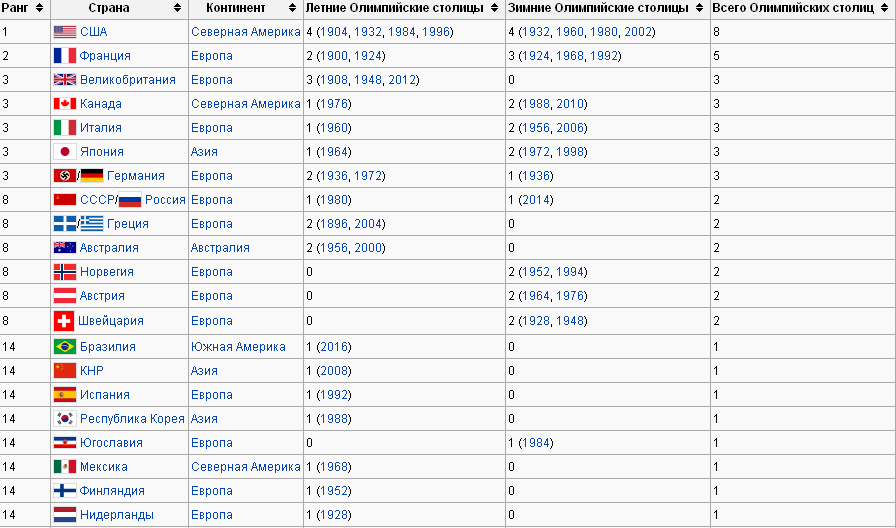 Ранг Страна Континент Летние Олимпийские столицы Зимние Олимпийские столицы Всего Олимпийских столиц
1 США Северная Америка 4 (1904, 1932, 1984, 1996) 4 (1932, 1960, 1980, 2002) 8
2 Франция Европа 2 (1900, 1924) 3 (1924, 1968, 1992) 5
3 Великобритания Европа 3 (1908, 1948, 2012) 0 3
3 Канада Северная Америка 1 (1976) 2 (1988, 2010) 3
3 Италия Европа 1 (1960) 2 (1956, 2006) 3
3 Япония Азия 1 (1964) 2 (1972, 1998) 3
3 / Германия Европа 2 (1936, 1972) 1 (1936) 3
8 СССР/ Россия Европа 1 (1980) 1 (2014) 2
8 / Греция Европа 2 (1896, 2004) 0 2
8 Австралия Австралия 2 (1956, 2000) 0 2
8 Норвегия Европа 0 2 (1952, 1994) 2
8 Австрия Европа 0 2 (1964, 1976) 2
8 Швейцария Европа 0 2 (1928, 1948) 2
14 Бразилия Южная Америка 1 (2016) 0 1
14 КНР Азия 1 (2008) 0 1
14 Испания Европа 1 (1992) 0 1
14 Республика Корея Азия 1 (1988) 0 1
14 Югославия Европа 0 1 (1984) 1
14 Мексика Северная Америка 1 (1968) 0 1
14 Финляндия Европа 1 (1952) 0 1
14 Нидерланды Европа 1 (1928) 0 1